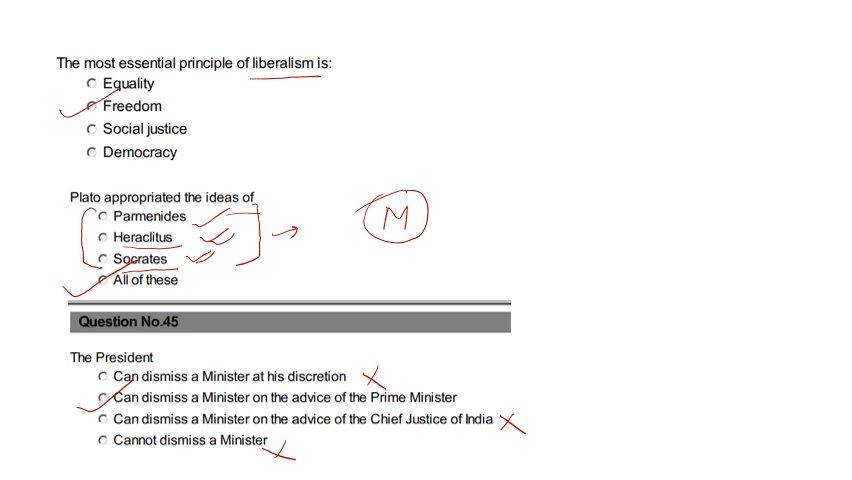 The most essential principle of liberalism is:
Equality
Freedom
Social justice
Democracy
Plato appropriated the ideas of
Parmenides
Heraclitus
Socrates
All of these
M
Question No.45
The President
Can dismiss a Minister at his discretion
Can dismiss a Minister on the advice of the Prime Minister
Can dismiss a Minister on the advice of the Chief Justice of India
Cannot dismiss a Minister